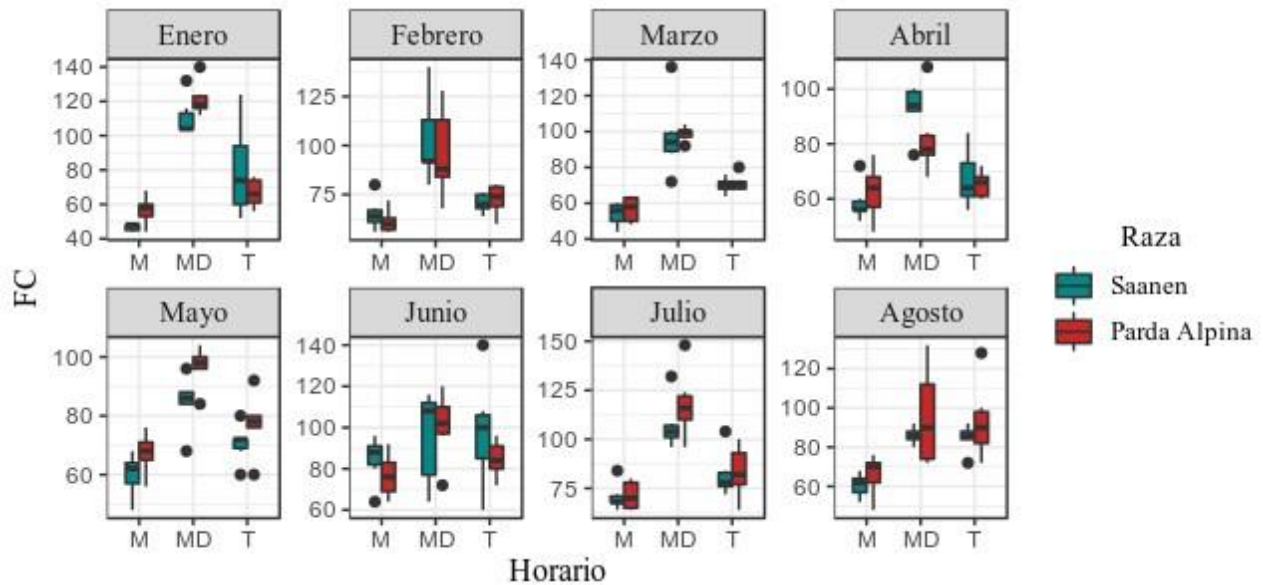 Enero
Febrero
Marzo
Abril
140
120
100
80
60
40
M MD T
125
100
75
M MD T
140
120
100
80
60
40
M MD T
100
80
60
M MD T
FC
Mayo
Junio
Julio
Agosto
100
80
60
M MD T
140
120
100
80
60
M MD T
150
125
100
75
M MD T
120
100
80
60
M MD T
Horario
Raza
Saanen
Parda Alpina